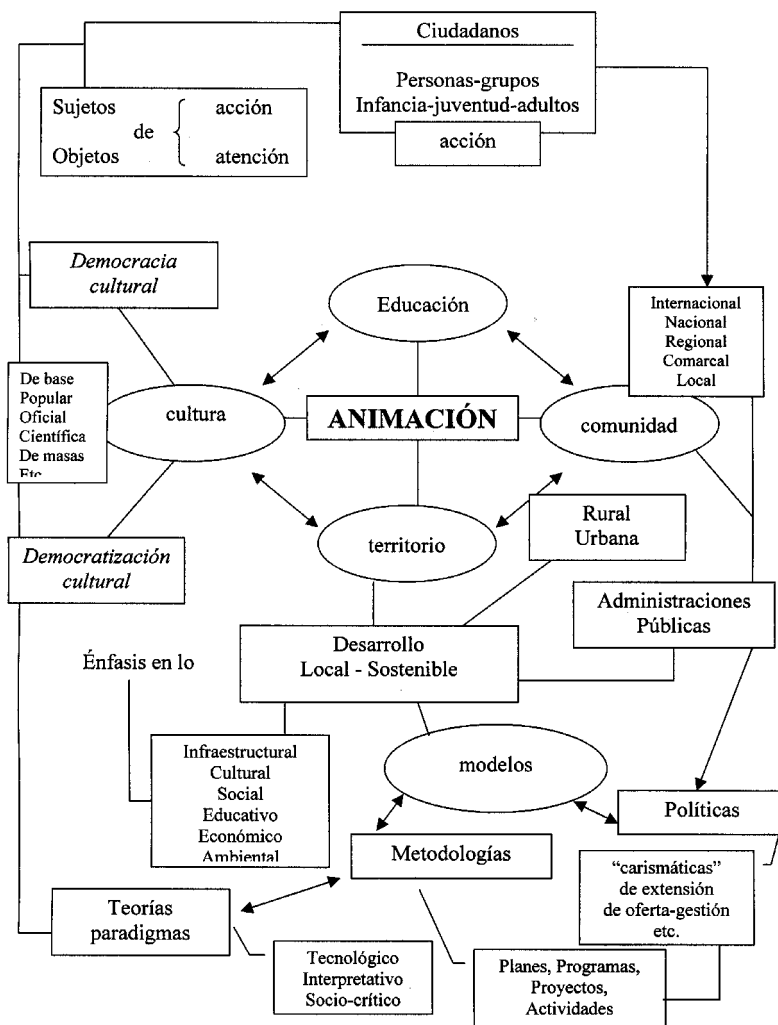 Ciudadanos
Personas-grupos
Infancia-juventud-adultos
acción
Sujetos acción
de {
Objetos atención
Democracia
cultural
Educación
Internacional
Nacional
Regional
Comarcal
Local
De base
Popular
Oficial
Científica
De masas
Etc
cultura
ANIMACIÓN
comunidad
territorio
Rural
Urbana
Democratización
cultural
Administraciones
Públicas
Desarrollo
Local - Sostenible
Énfasis en lo
Infraestructural
Cultural
Social
Educativo
Económico
Ambiental
modelos
Políticas
Metodologías
"carismáticas"
de extensión
de oferta-gestión
etc.
Teorías
paradigmas
Tecnológico
Interpretativo
Socio-crítico
Planes, Programas,
Proyectos,
Actividades